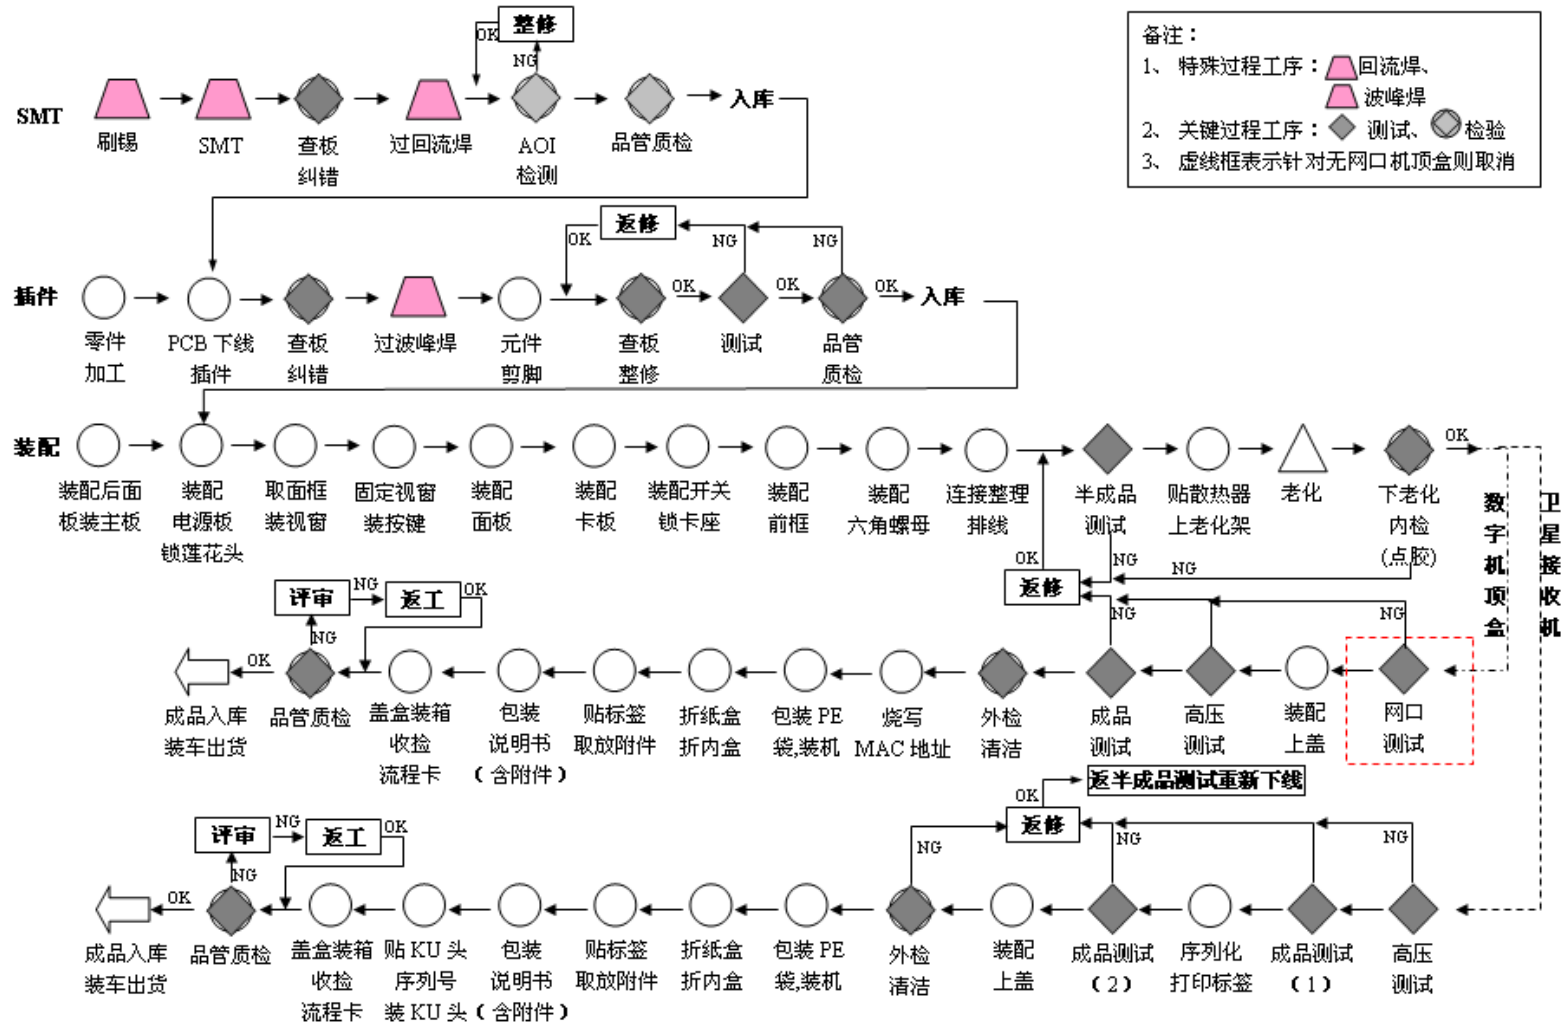 整修
OK
NG
备注：
1、 特殊过程工序： 回流焊、
波峰焊
2、 关键过程工序： 测试、 检验
3、 虚线框表示针对无网口机顶盒则取消
SMT
入库
刷锡
SMT
查板
纠错
过回流焊
AOI
检测
品管质检
返修
OK
NG
NG
插件
OK
OK
OK
入库
零件
加工
PCB 下线
插件
查板
纠错
过波峰焊
元件
剪脚
查板
整修
测试
品管
质检
装配
OK
装配后面
板装主板
装配
电源板
锁莲花头
取面框
装视窗
固定视窗
装按键
装配
面板
装配
卡板
装配开关
锁卡座
装配
前框
装配
六角螺母
连接整理
排线
半成品
测试
贴散热器
上老化架
老化
下老化
内检
(点胶)
数字机顶盒
卫星接收机
OK
NG
NG
返修
NG
NG
评审
NG
返工
OK
NG
OK
成品入库
装车出货
品管质检
盖盒装箱
收检
流程卡
包装
说明书
（含附件）
贴标签
取放附件
折纸盒
折内盒
包装 PE
袋,装机
烧写
MAC 地址
外检
清洁
成品
测试
高压
测试
装配
上盖
网口
测试
返半成品测试重新下线
OK
返修
NG
NG
NG
NG
评审
NG
返工
OK
NG
OK
成品入库
装车出货
品管质检
盖盒装箱
收检
流程卡
贴 KU 头
序列号
装 KU 头
包装
说明书
（含附件）
贴标签
取放附件
折纸盒
折内盒
包装 PE
袋,装机
外检
清洁
装配
上盖
成品测试
（2）
序列化
打印标签
成品测试
（1）
高压
测试